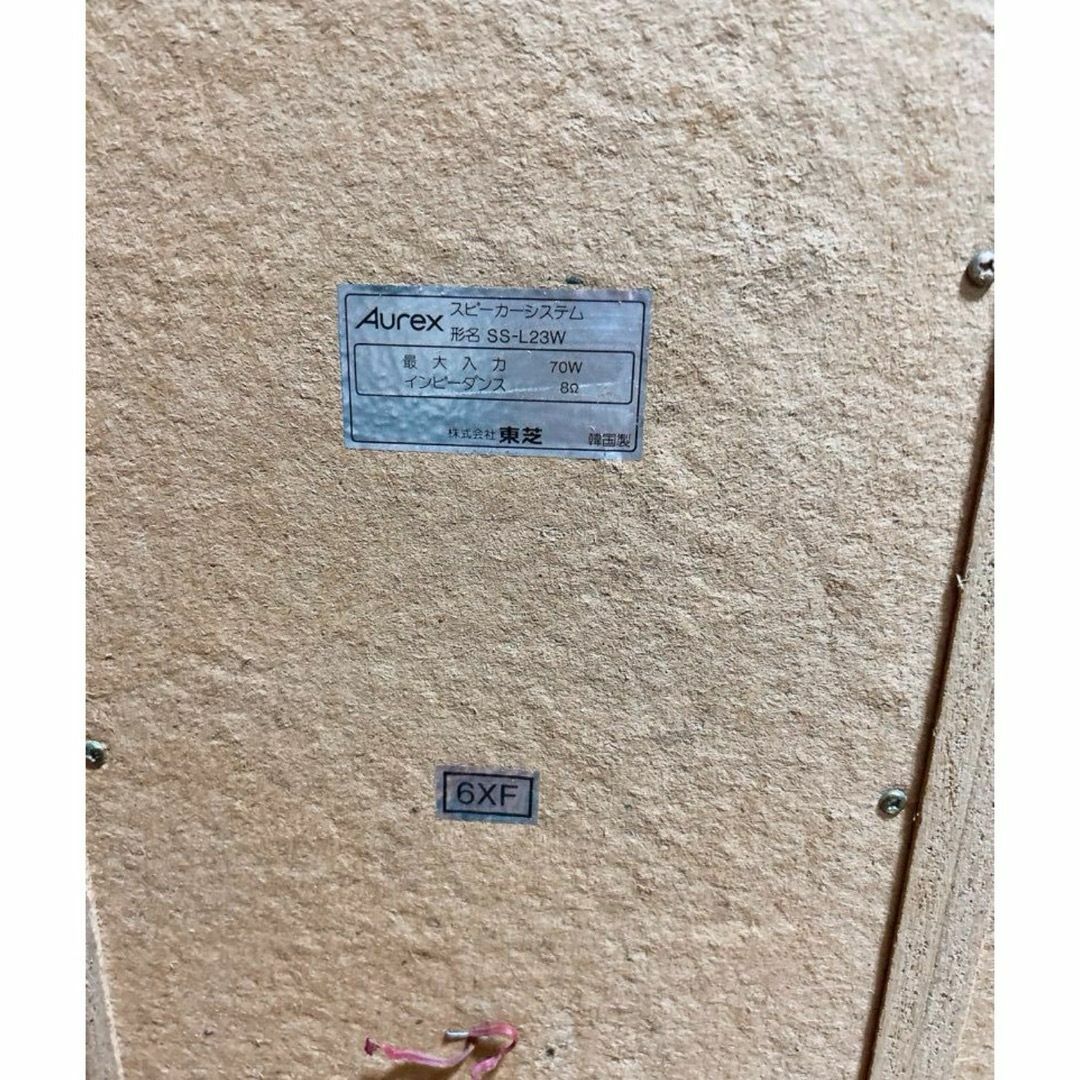 Aurex スピーカーシステム
形名 SS-L23W
最大入力 70W
インピーダンス 8Ω
株式会社 東芝 韓国製
6XF